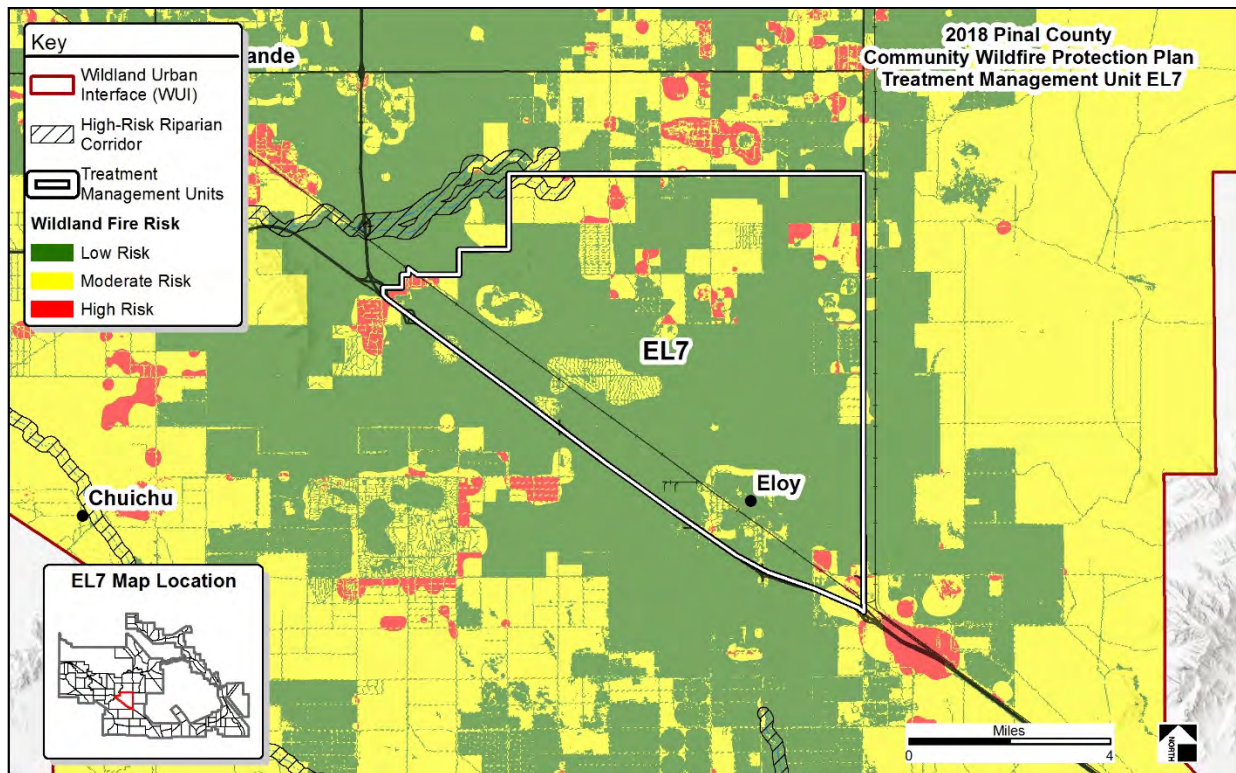 Key
Wildland Urban
Interface (WUI)
High-Risk Riparian
Corridor
Treatment
Management Units
Wildland Fire Risk
Low Risk
Moderate Risk
High Risk
ande
2018 Pinal County
Community Wildfire Protection Plan
Treatment Management Unit EL7
EL7
Eloy
Chuichu
EL7 Map Location
Miles
0
4
NORTH